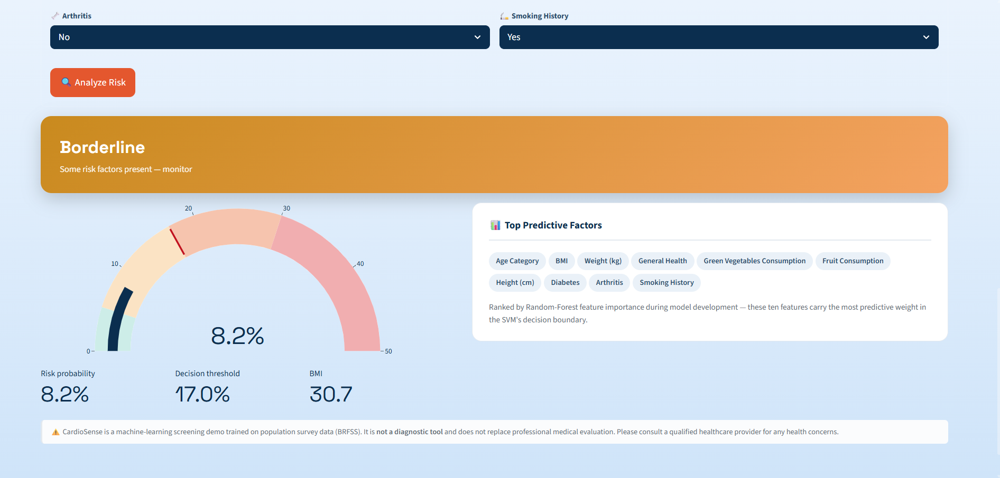 Arthritis
Smoking History
No
Yes
Analyze Risk
Borderline
Some risk factors present — monitor
0
10
20
30
40
50
8.2%
Risk probability
8.2%
Decision threshold
17.0%
BMI
30.7
Top Predictive Factors
Age Category BMI Weight (kg) General Health Green Vegetables Consumption Fruit Consumption
Height (cm) Diabetes Arthritis Smoking History
Ranked by Random-Forest feature importance during model development — these ten features carry the most predictive weight in
the SVM's decision boundary.
CardioSense is a machine-learning screening demo trained on population survey data (BRFSS). It is not a diagnostic tool and does not replace professional medical evaluation. Please consult a qualified healthcare provider for any health concerns.